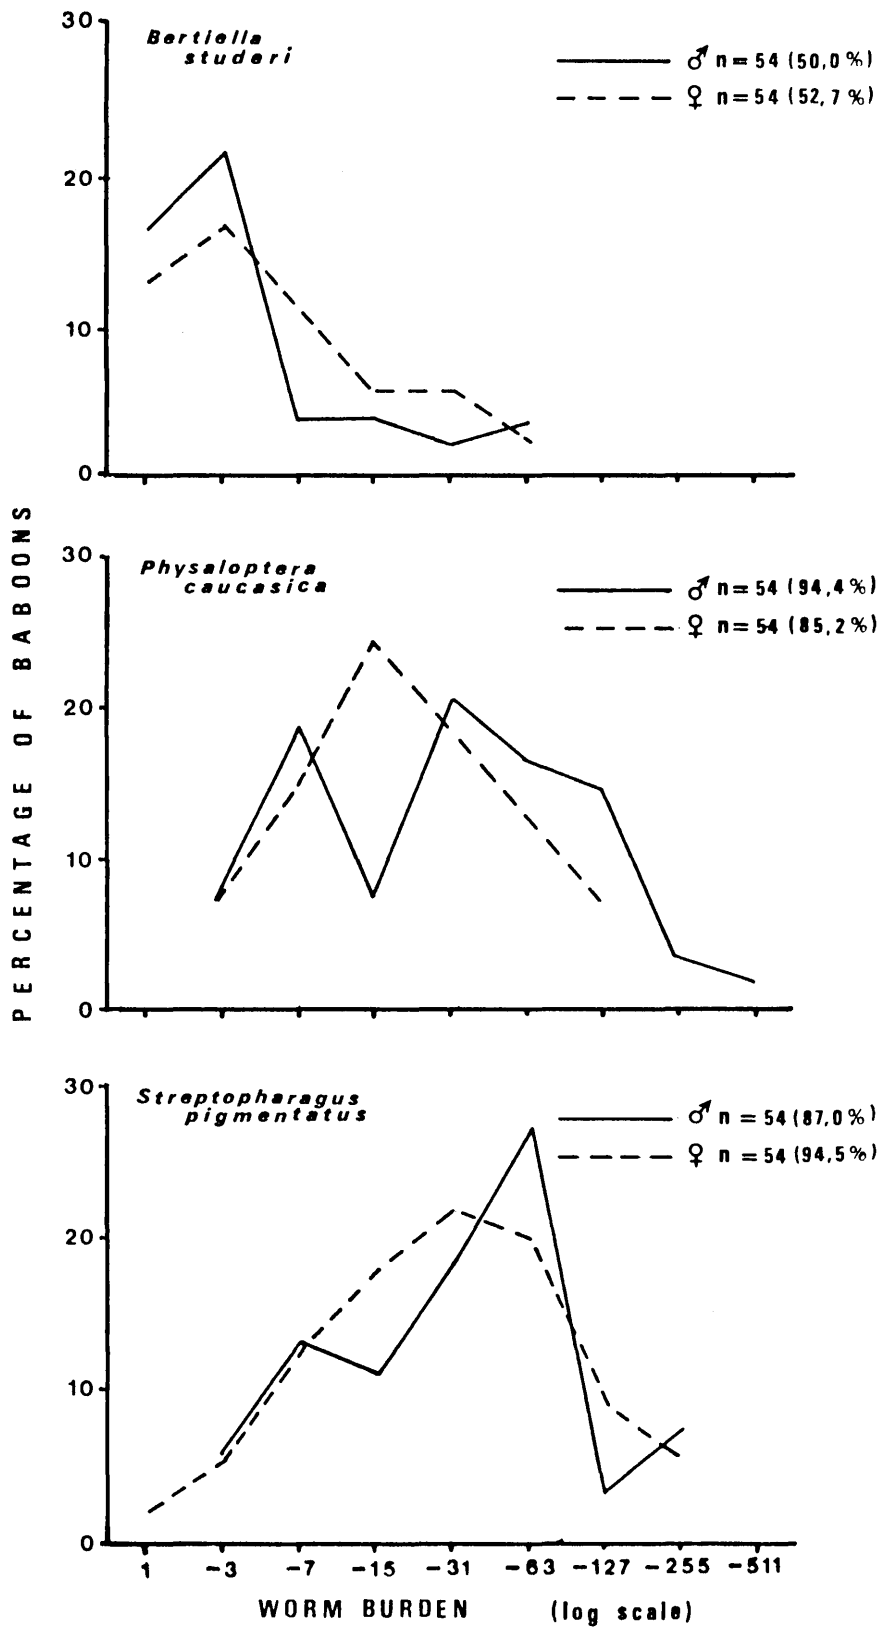 30
Bertiella
studeri
♂ n = 54 (50,0%)
♀ n = 54 (52,7%)
20
10
0
PERCENTAGE OF BABOONS
30
Physaloptera
caucasica
♂ n = 54 (94,4%)
♀ n = 54 (85,2%)
20
10
0
30
Streptopharagus
pigmentatus
♂ n = 54 (87,0%)
♀ n = 54 (94,5%)
20
10
0
1 -3 -7 -15 -31 -63 -127 -255 -511
WORM BURDEN (log scale)